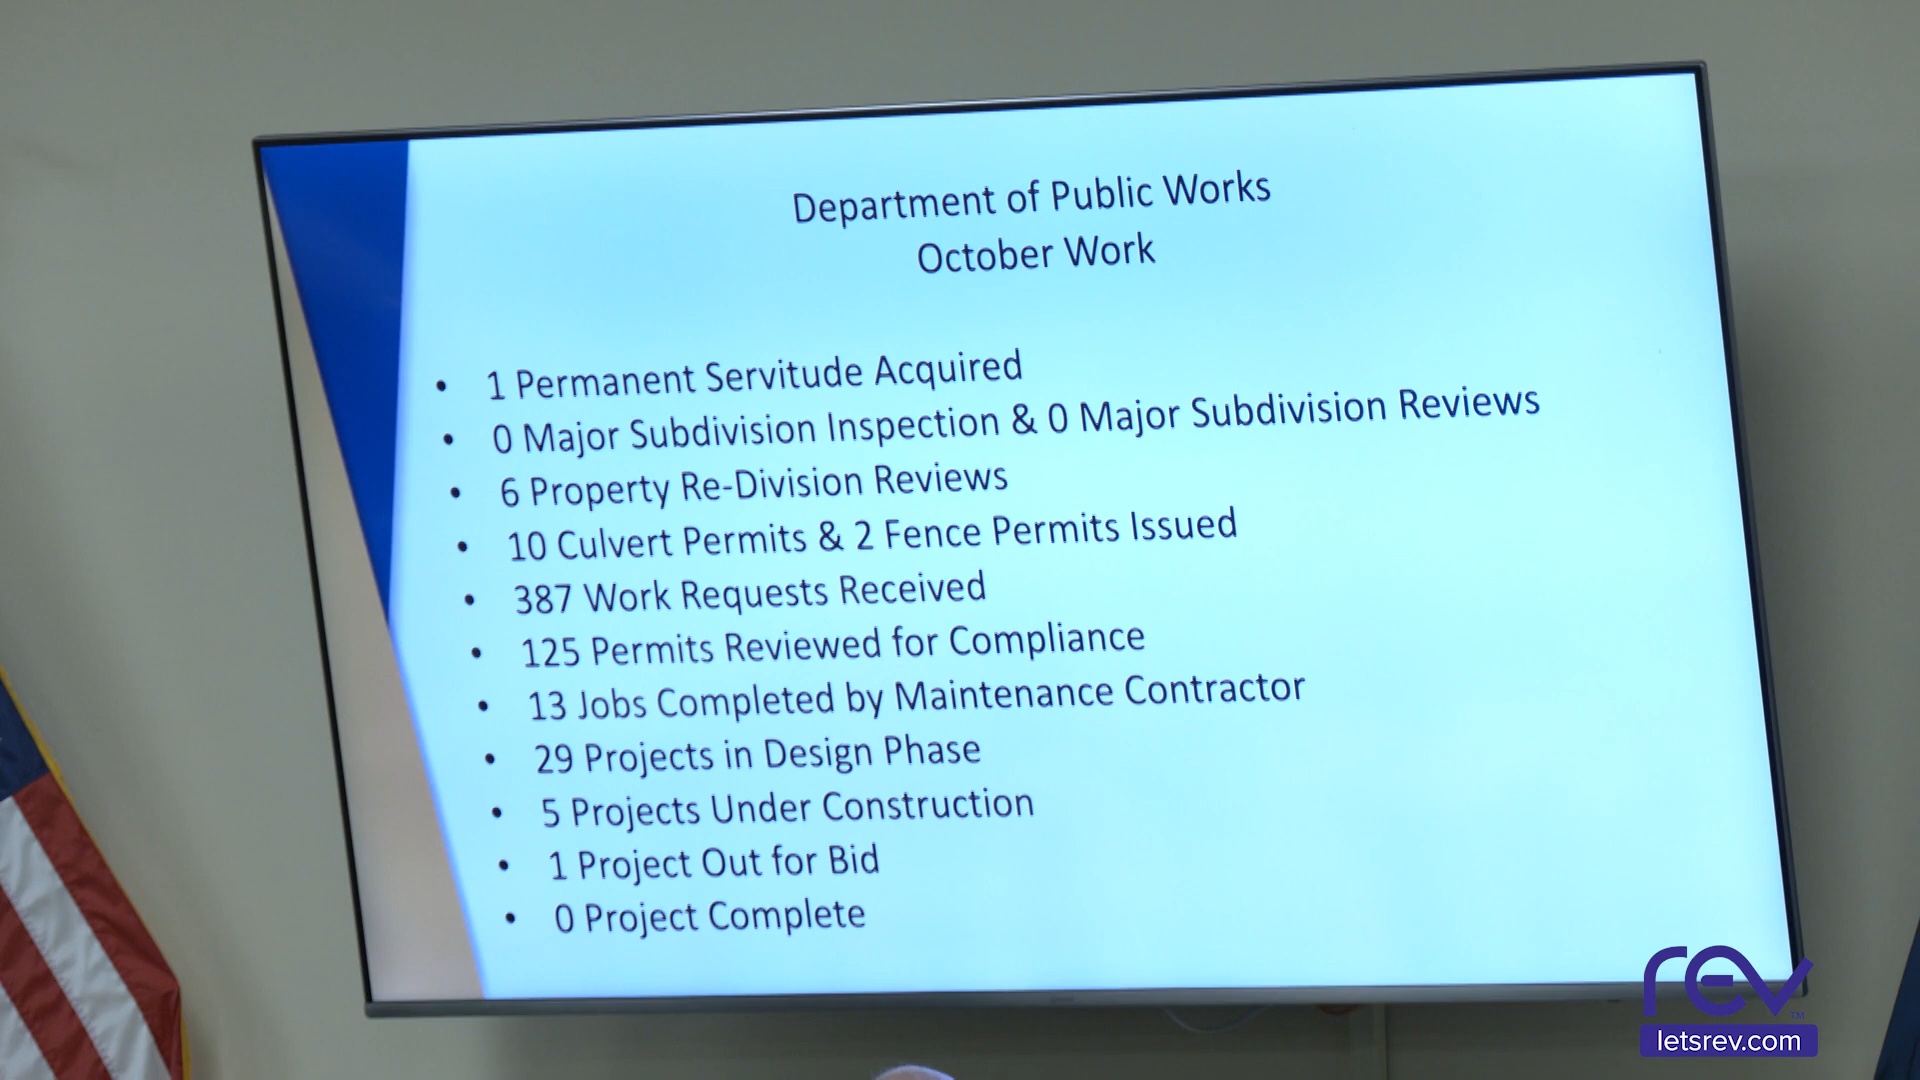 Department of Public Works
October Work
• 1 Permanent Servitude Acquired
• 0 Major Subdivision Inspection & 0 Major Subdivision Reviews
• 6 Property Re-Division Reviews
• 10 Culvert Permits & 2 Fence Permits Issued
• 387 Work Requests Received
• 125 Permits Reviewed for Compliance
• 13 Jobs Completed by Maintenance Contractor
• 29 Projects in Design Phase
• 5 Projects Under Construction
• 1 Project Out for Bid
• 0 Project Complete
rev™
letsrev.com